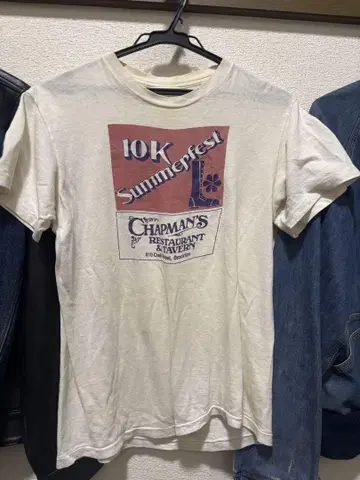 10K
Summerfest
CHAPMAN'S
RESTAURANT
& TAVERN